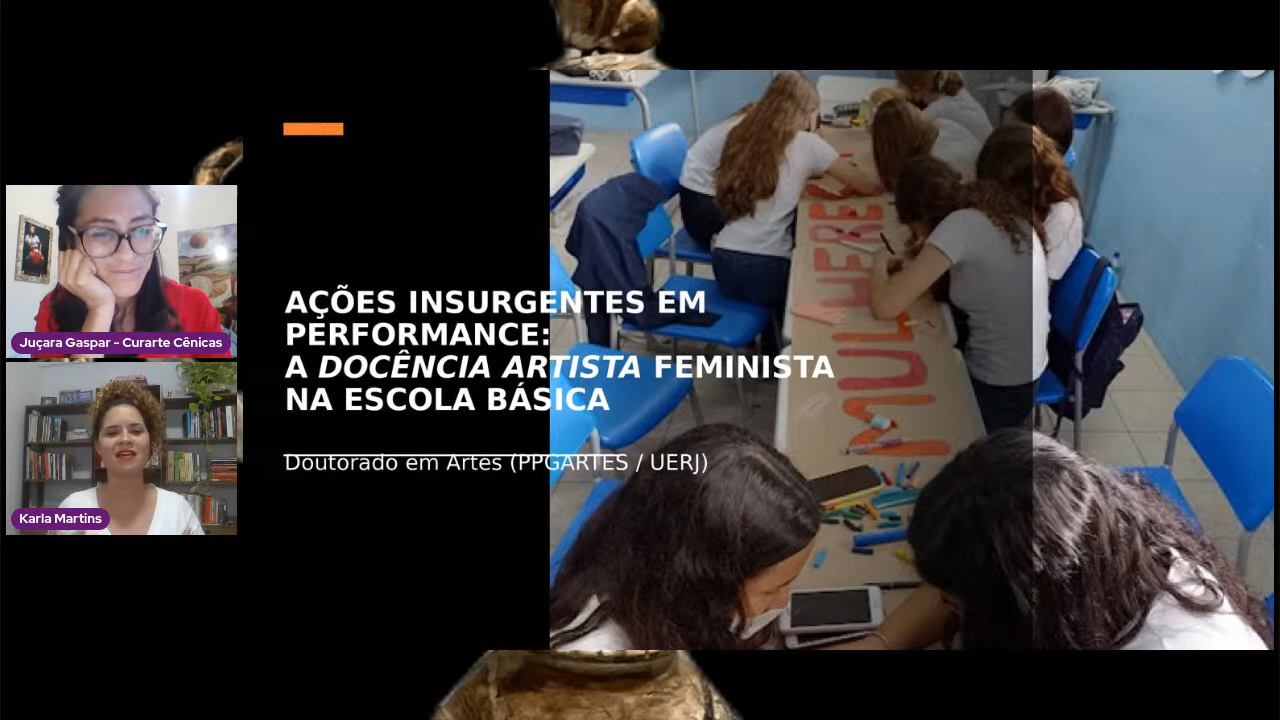 AÇÕES INSURGENTES EM
PERFORMANCE:
A DOCÊNCIA ARTISTA FEMINISTA
NA ESCOLA BÁSICA
Doutorado em Artes (PPGARTES / UERJ)
Juçara Gaspar - Curarte Cênicas
Karla Martins